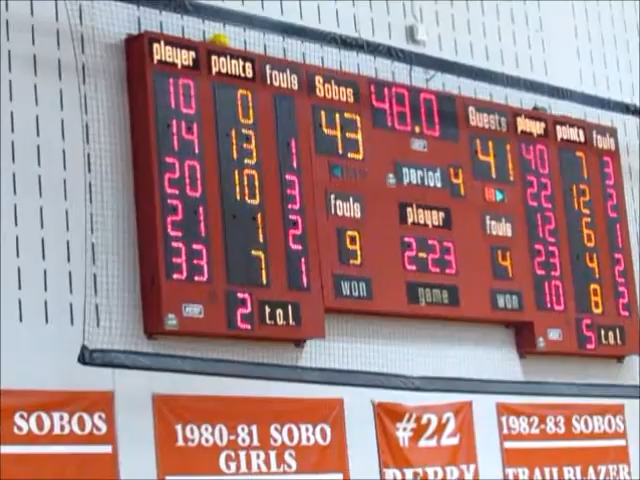 player points fouls Sobos 48.0 Guests player points fouls
10 0 43 41 40 7 3
14 13 1 period 4 22 12 2
20 10 3 fouls player fouls 12 6 1
21 1 2 9 2-23 4 23 4 2
33 7 1 won game won 10 8 2
2 t.o.l. 5 t.o.l
SOBOS
1980-81 SOBO
GIRLS
#22
PERRY
1982-83 SOBOS
TRAILBLAZER